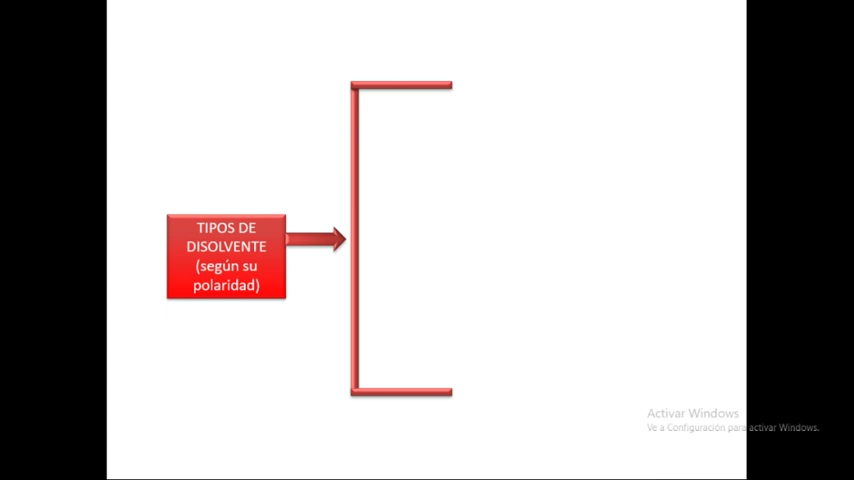 TIPOS DE
DISOLVENTE
(según su
polaridad)
Activar Windows
Ve a Configuración para activar Windows.